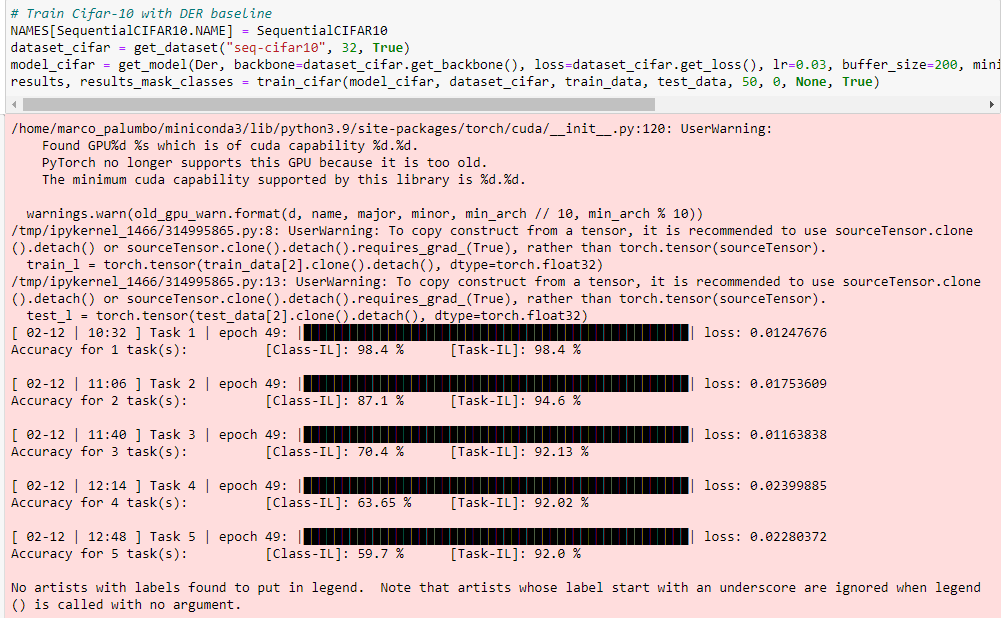 # Train Cifar-10 with DER baseline
NAMES[SequentialCIFAR10.NAME] = SequentialCIFAR10
dataset_cifar = get_dataset("seq-cifar10", 32, True)
model_cifar = get_model(Der, backbone=dataset_cifar.get_backbone(), loss=dataset_cifar.get_loss(), lr=0.03, buffer_size=200, mini
results, results_mask_classes = train_cifar(model_cifar, dataset_cifar, train_data, test_data, 50, 0, None, True)
/home/marco_palumbo/miniconda3/lib/python3.9/site-packages/torch/cuda/__init__.py:120: UserWarning:
    Found GPU%d %s which is of cuda capability %d.%d.
    PyTorch no longer supports this GPU because it is too old.
    The minimum cuda capability supported by this library is %d.%d.
  warnings.warn(old_gpu_warn.format(d, name, major, minor, min_arch // 10, min_arch % 10))
/tmp/ipykernel_1466/314995865.py:8: UserWarning: To copy construct from a tensor, it is recommended to use sourceTensor.clone
().detach() or sourceTensor.clone().detach().requires_grad_(True), rather than torch.tensor(sourceTensor).
  train_l = torch.tensor(train_data[2].clone().detach(), dtype=torch.float32)
/tmp/ipykernel_1466/314995865.py:13: UserWarning: To copy construct from a tensor, it is recommended to use sourceTensor.clone
().detach() or sourceTensor.clone().detach().requires_grad_(True), rather than torch.tensor(sourceTensor).
  test_l = torch.tensor(test_data[2].clone().detach(), dtype=torch.float32)
[ 02-12 | 10:32 ] Task 1 | epoch 49: | | loss: 0.01247676
Accuracy for 1 task(s):          [Class-IL]: 98.4 %      [Task-IL]: 98.4 %
[ 02-12 | 11:06 ] Task 2 | epoch 49: | | loss: 0.01753609
Accuracy for 2 task(s):          [Class-IL]: 87.1 %      [Task-IL]: 94.6 %
[ 02-12 | 11:40 ] Task 3 | epoch 49: | | loss: 0.01163838
Accuracy for 3 task(s):          [Class-IL]: 70.4 %      [Task-IL]: 92.13 %
[ 02-12 | 12:14 ] Task 4 | epoch 49: | | loss: 0.02399885
Accuracy for 4 task(s):          [Class-IL]: 63.65 %     [Task-IL]: 92.02 %
[ 02-12 | 12:48 ] Task 5 | epoch 49: | | loss: 0.02280372
Accuracy for 5 task(s):          [Class-IL]: 59.7 %      [Task-IL]: 92.0 %
No artists with labels found to put in legend.  Note that artists whose label start with an underscore are ignored when legend
() is called with no argument.